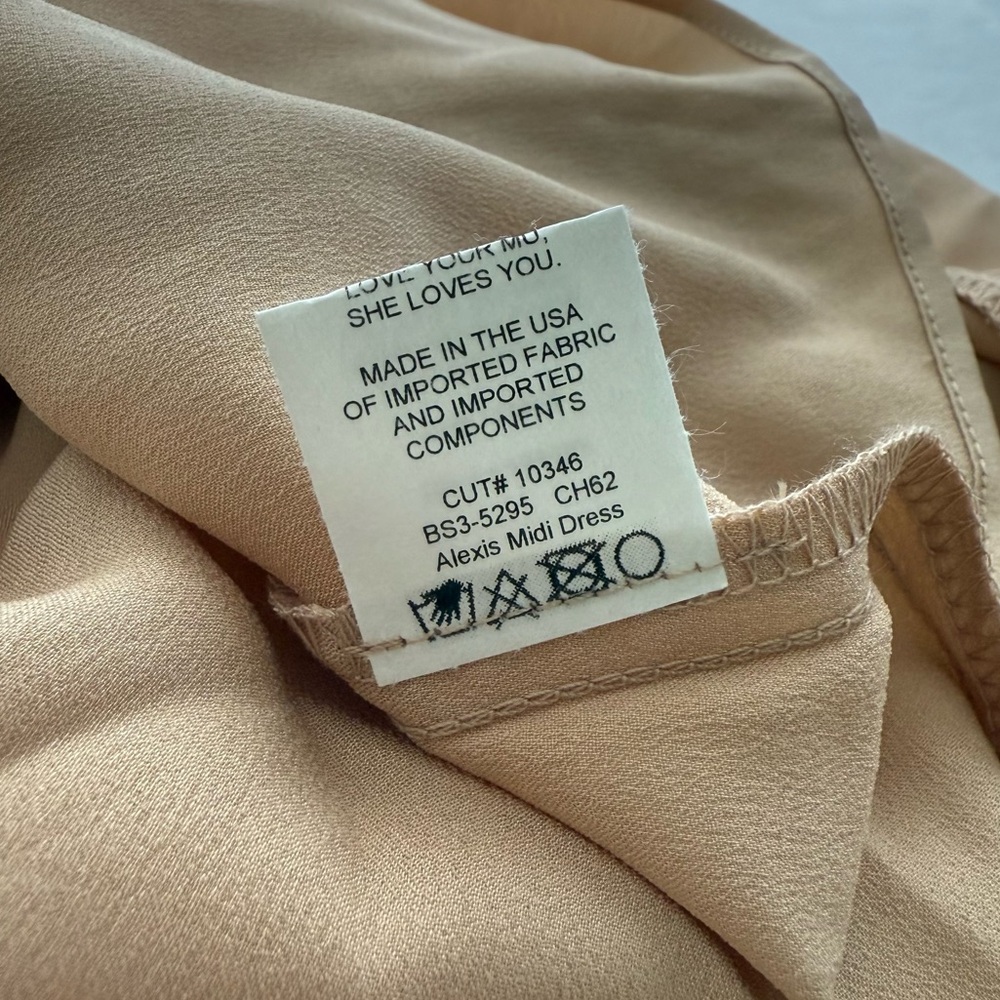 LOVE YOUR MU,
SHE LOVES YOU.
MADE IN THE USA
OF IMPORTED FABRIC
AND IMPORTED
COMPONENTS
CUT# 10346
BS3-5295 CH62
Alexis Midi Dress